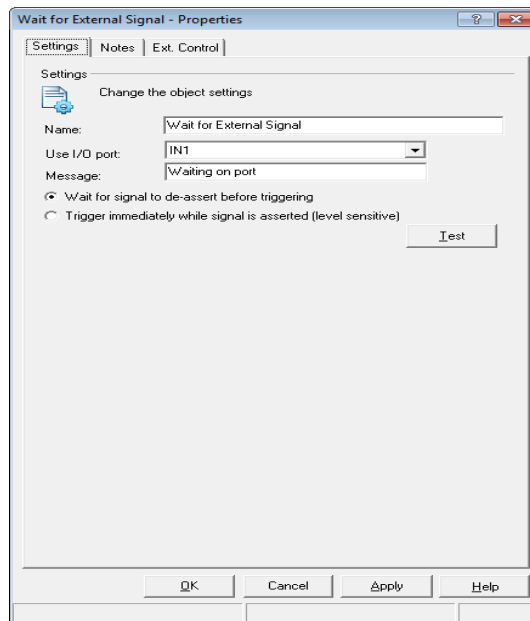 Wait for External Signal - Properties
Settings Notes Ext. Control
Settings
Change the object settings
Name: Wait for External Signal
Use I/O port: IN1
Message: Waiting on port
Wait for signal to de-assert before triggering
Trigger immediately while signal is asserted (level sensitive)
Test
OK Cancel Apply Help